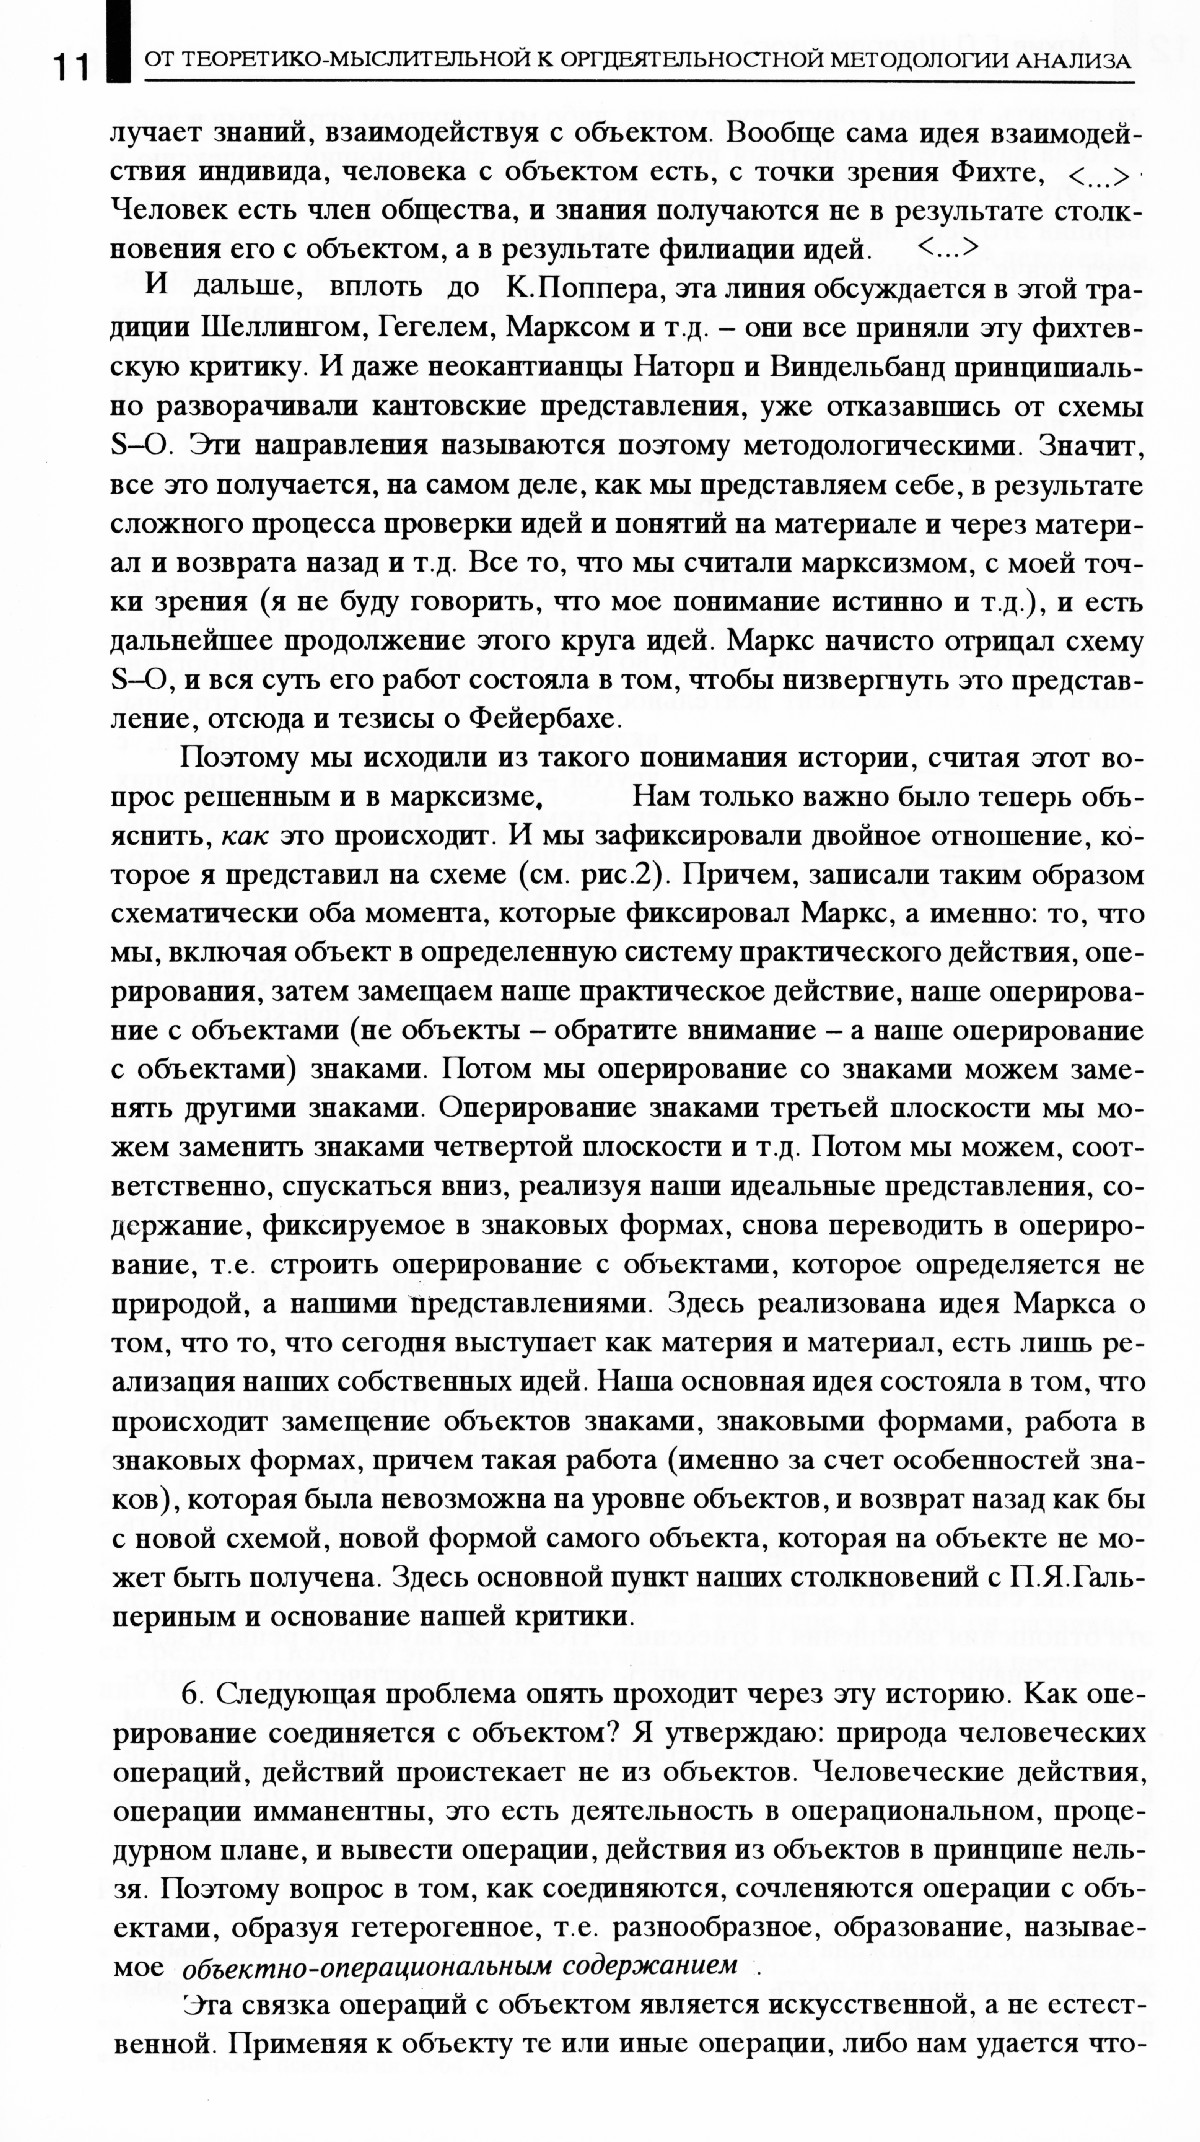 11 ОТ ТЕОРЕТИКО-МЫСЛИТЕЛЬНОЙ К ОРГДЕЯТЕЛЬНОСТНОЙ МЕТОДОЛОГИИ АНАЛИЗА
лучает знаний, взаимодействуя с объектом. Вообще сама идея взаимодей-
ствия индивида, человека с объектом есть, с точки зрения Фихте, <...>
Человек есть член общества, и знания получаются не в результате столк-
новения его с объектом, а в результате филиации идей. <...>
И дальше, вплоть до К.Поппера, эта линия обсуждается в этой тра-
диции Шеллингом, Гегелем, Марксом и т.д. – они все приняли эту фихтев-
скую критику. И даже неокантианцы Наторп и Виндельбанд принципиаль-
но разворачивали кантовские представления, уже отказавшись от схемы
S–O. Эти направления называются поэтому методологическими. Значит,
все это получается, на самом деле, как мы представляем себе, в результате
сложного процесса проверки идей и понятий на материале и через матери-
ал и возврата назад и т.д. Все то, что мы считали марксизмом, с моей точ-
ки зрения (я не буду говорить, что мое понимание истинно и т.д.), и есть
дальнейшее продолжение этого круга идей. Маркс начисто отрицал схему
S–O, и вся суть его работ состояла в том, чтобы низвергнуть это представ-
ление, отсюда и тезисы о Фейербахе.
Поэтому мы исходили из такого понимания истории, считая этот во-
прос решенным и в марксизме. Нам только важно было теперь объ-
яснить, как это происходит. И мы зафиксировали двойное отношение, ко-
торое я представил на схеме (см. рис.2). Причем, записали таким образом
схематически оба момента, которые фиксировал Маркс, а именно: то, что
мы, включая объект в определенную систему практического действия, опе-
рирования, затем замещаем наше практическое действие, наше оперирова-
ние с объектами (не объекты – обратите внимание – а наше оперирование
с объектами) знаками. Потом мы оперирование со знаками можем заме-
нять другими знаками. Оперирование знаками третьей плоскости мы мо-
жем заменить знаками четвертой плоскости и т.д. Потом мы можем, соот-
ветственно, спускаться вниз, реализуя наши идеальные представления, со-
держание, фиксируемое в знаковых формах, снова переводить в опериро-
вание, т.е. строить оперирование с объектами, которое определяется не
природой, а нашими представлениями. Здесь реализована идея Маркса о
том, что то, что сегодня выступает как материя и материал, есть лишь ре-
ализация наших собственных идей. Наша основная идея состояла в том, что
происходит замещение объектов знаками, знаковыми формами, работа в
знаковых формах, причем такая работа (именно за счет особенностей зна-
ков), которая была невозможна на уровне объектов, и возврат назад как бы
с новой схемой, новой формой самого объекта, которая на объекте не мо-
жет быть получена. Здесь основной пункт наших столкновений с П.Я.Галь-
периным и основание нашей критики.
6. Следующая проблема опять проходит через эту историю. Как опе-
рирование соединяется с объектом? Я утверждаю: природа человеческих
операций, действий проистекает не из объектов. Человеческие действия,
операции имманентны, это есть деятельность в операциональном, проце-
дурном плане, и вывести операции, действия из объектов в принципе нель-
зя. Поэтому вопрос в том, как соединяются, сочленяются операции с объ-
ектами, образуя гетерогенное, т.е. разнообразное, образование, называе-
мое объектно-операциональным содержанием .
Эта связка операций с объектом является искусственной, а не естест-
венной. Применяя к объекту те или иные операции, либо нам удается что-